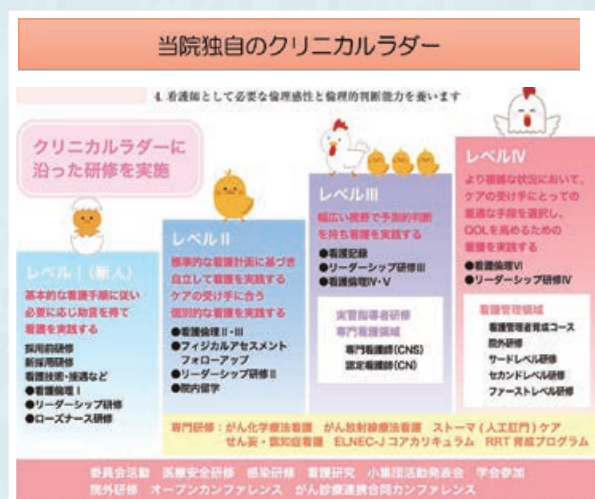 当院独自のクリニカルラダー
4. 看護師として必要な倫理感性と倫理的判断能力を養います
クリニカルラダーに
沿った研修を実施
レベルⅠ(新人)
基本的な看護手順に従い
必要に応じ助言を得て
看護を実践する
採用前研修
新採用研修
看護技術・接遇など
●看護倫理Ⅰ
●リーダーシップ研修
●ローズナース研修
レベルⅡ
標準的な看護計画に基づき
自立して看護を実践する
ケアの受け手に合う
個別的な看護を実践する
●看護倫理Ⅱ・Ⅲ
●フィジカルアセスメント
フォローアップ
●リーダーシップ研修Ⅱ
●院内留学
レベルⅢ
幅広い視野で予測的判断
を持ち看護を実践する
●看護記録
●リーダーシップ研修Ⅲ
●看護倫理Ⅳ・Ⅴ
実習指導者研修
専門看護領域
専門看護師(CNS)
認定看護師(CN)
レベルⅣ
より複雑な状況において、
ケアの受け手にとっての
最適な手段を選択し、
QOLを高めるための
看護を実践する
●看護倫理Ⅵ
●リーダーシップ研修Ⅳ
看護管理領域
看護管理者育成コース
院外研修
サードレベル研修
セカンドレベル研修
ファーストレベル研修
専門研修:がん化学療法看護 がん放射線療法看護 ストーマ(人工肛門)ケア
せん妄・認知症看護 ELNEC-Jコアカリキュラム RRT育成プログラム
委員会活動 医療安全研修 感染研修 看護研究 小集団活動発表会 学会参加
院外研修 オープンカンファレンス がん診療連携合同カンファレンス